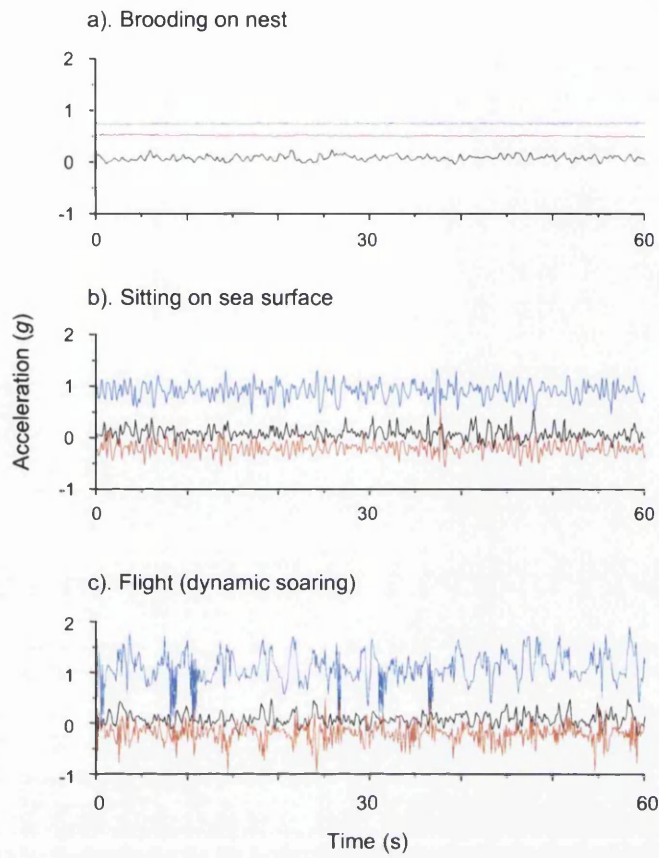 a). Brooding on nest
2
1
0
-1
0 30 60
b). Sitting on sea surface
2
1
0
-1
0 30 60
Acceleration (g)
c). Flight (dynamic soaring)
2
1
0
-1
0 30 60
Time (s)